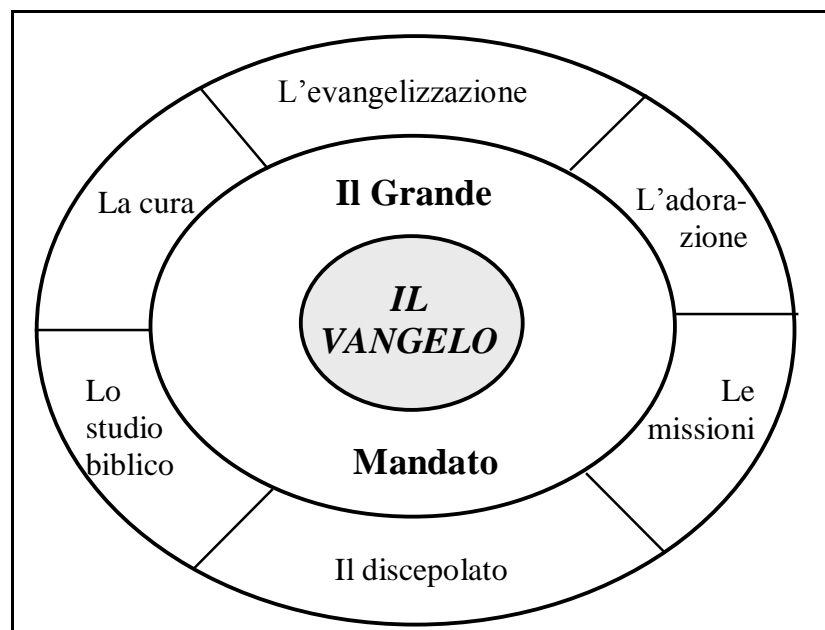 L’evangelizzazione
La cura
Il Grande
L’adora-
zione
IL
VANGELO
Lo
studio
biblico
Le
missioni
Mandato
Il discepolato